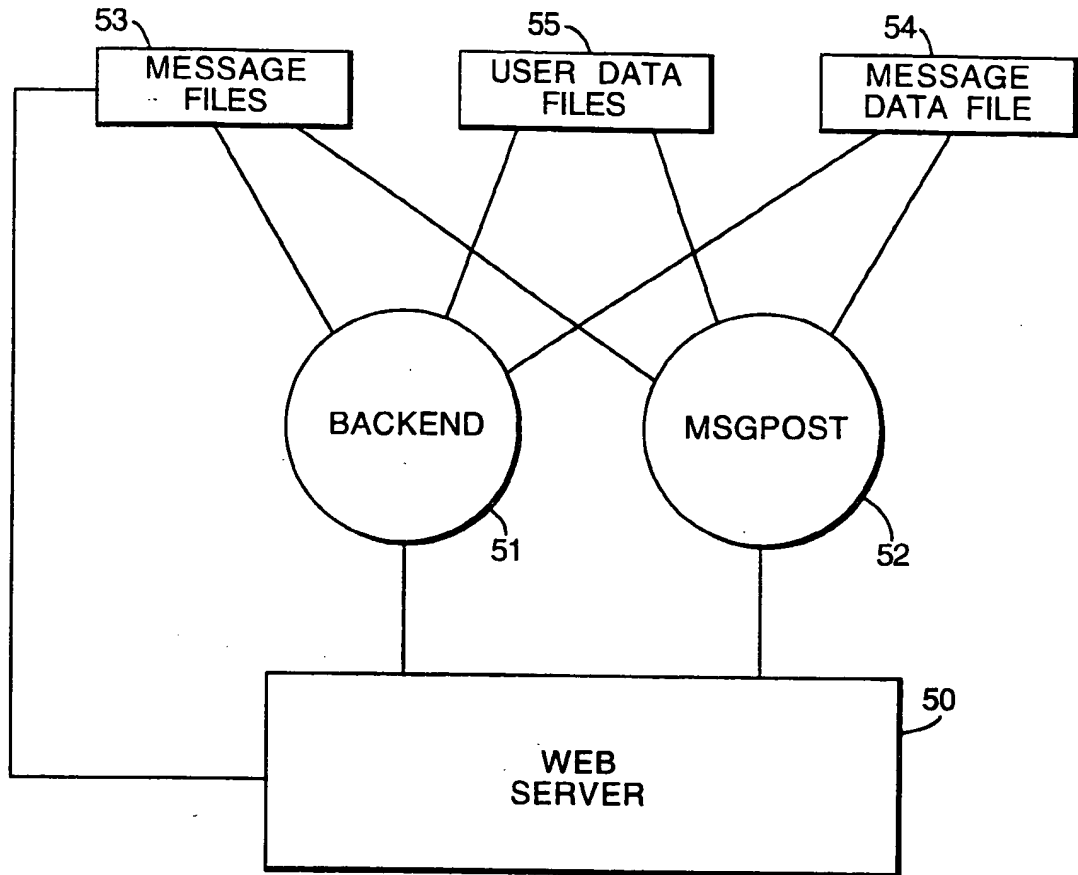 53
55
54
MESSAGE
FILES
USER DATA
FILES
MESSAGE
DATA FILE
BACKEND
MSGPOST
51
52
50
WEB
SERVER